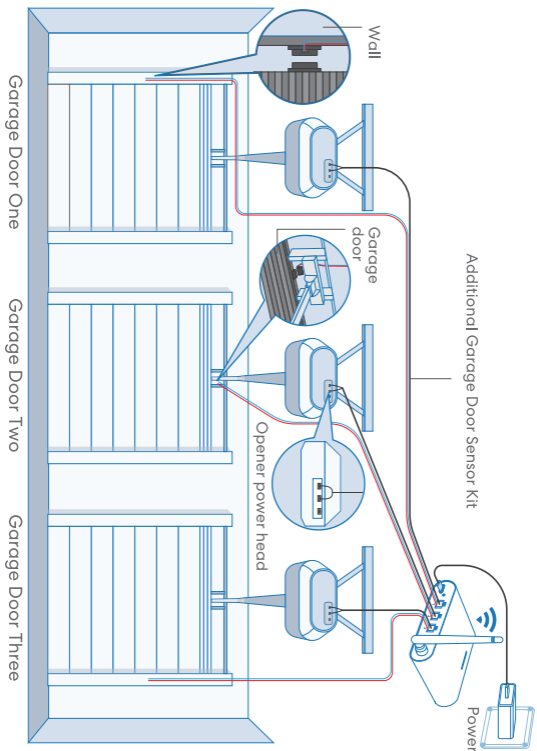 Power
Additional Garage Door Sensor Kit
Wall
Garage
door
Opener power head
Garage Door One
Garage Door Two
Garage Door Three